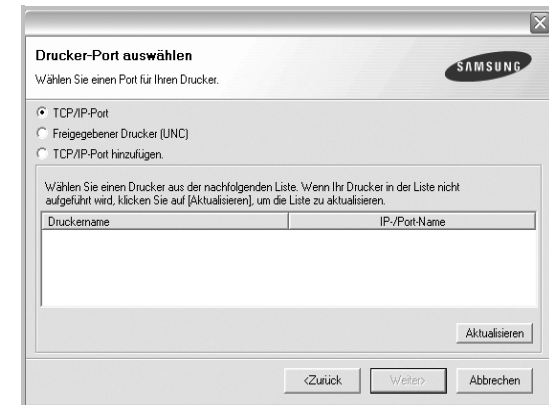 Drucker-Port auswählen
SAMSUNG
Wählen Sie einen Port für Ihren Drucker.
TCP/IP-Port
Freigegebener Drucker (UNC)
TCP/IP-Port hinzufügen.
Wählen Sie einen Drucker aus der nachfolgenden Liste. Wenn Ihr Drucker in der Liste nicht
aufgeführt wird, klicken Sie auf [Aktualisieren], um die Liste zu aktualisieren.
Druckername IP-/Port-Name
Aktualisieren
<Zurück Weiter> Abbrechen